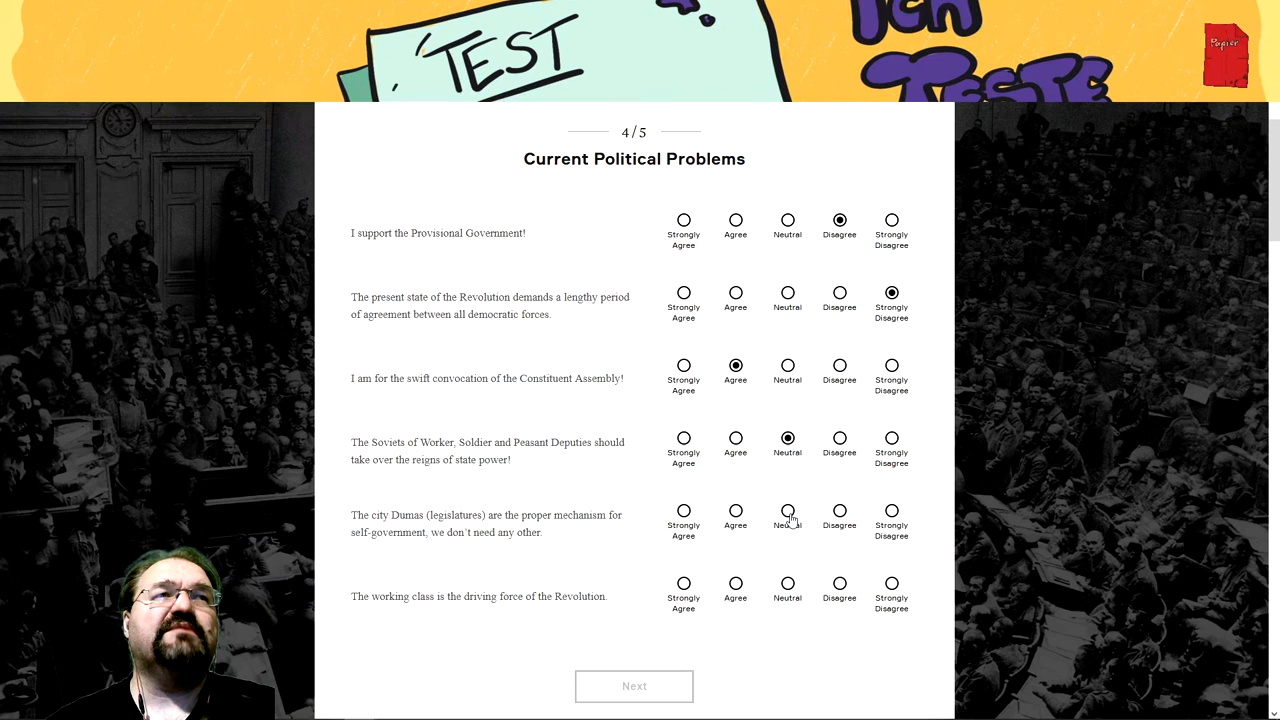 TEST
ICH
TESTE
Papier
4/5
Current Political Problems
I support the Provisional Government!
Strongly Agree Agree Neutral Disagree Strongly Disagree
The present state of the Revolution demands a lengthy period
of agreement between all democratic forces.
Strongly Agree Agree Neutral Disagree Strongly Disagree
I am for the swift convocation of the Constituent Assembly!
Strongly Agree Agree Neutral Disagree Strongly Disagree
The Soviets of Worker, Soldier and Peasant Deputies should
take over the reigns of state power!
Strongly Agree Agree Neutral Disagree Strongly Disagree
The city Dumas (legislatures) are the proper mechanism for
self-government, we don't need any other.
Strongly Agree Agree Neutral Disagree Strongly Disagree
The working class is the driving force of the Revolution.
Strongly Agree Agree Neutral Disagree Strongly Disagree
Next